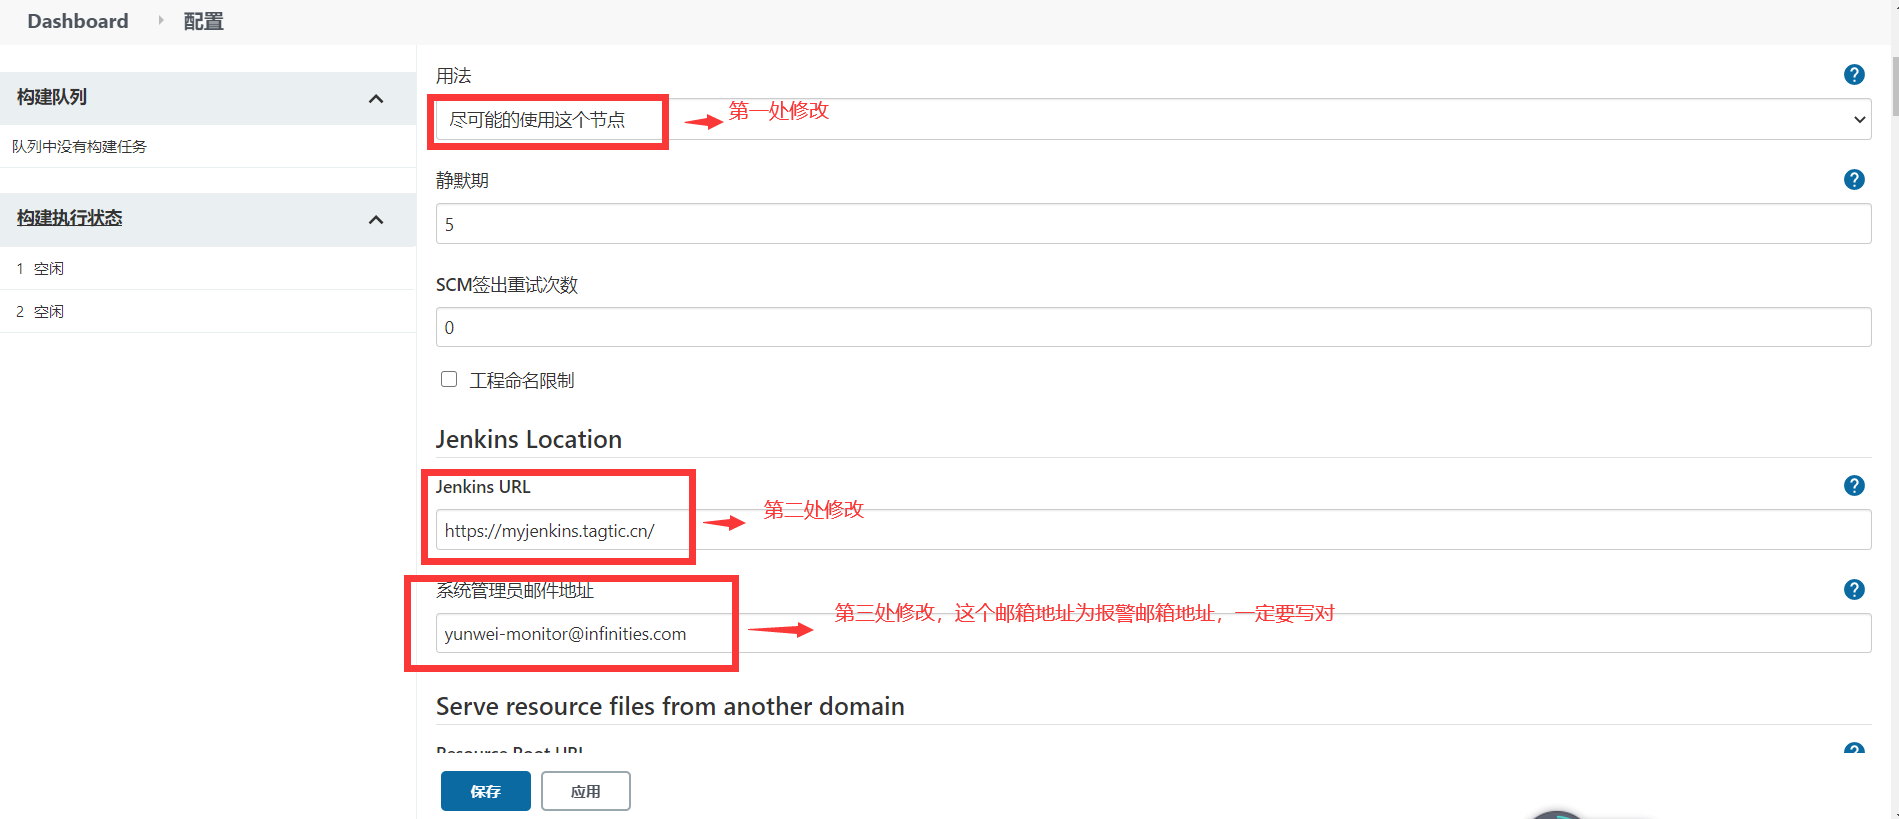 Dashboard
配置
构建队列
队列中没有构建任务
构建执行状态
1 空闲
2 空闲
用法
尽可能的使用这个节点
第一处修改
静默期
5
SCM签出重试次数
0
工程命名限制
Jenkins Location
Jenkins URL
https://myjenkins.tagtic.cn/
第二处修改
系统管理员邮件地址
yunwei-monitor@infinities.com
第三处修改，这个邮箱地址为报警邮箱地址，一定要写对
Serve resource files from another domain
Resource Root URL
保存
应用